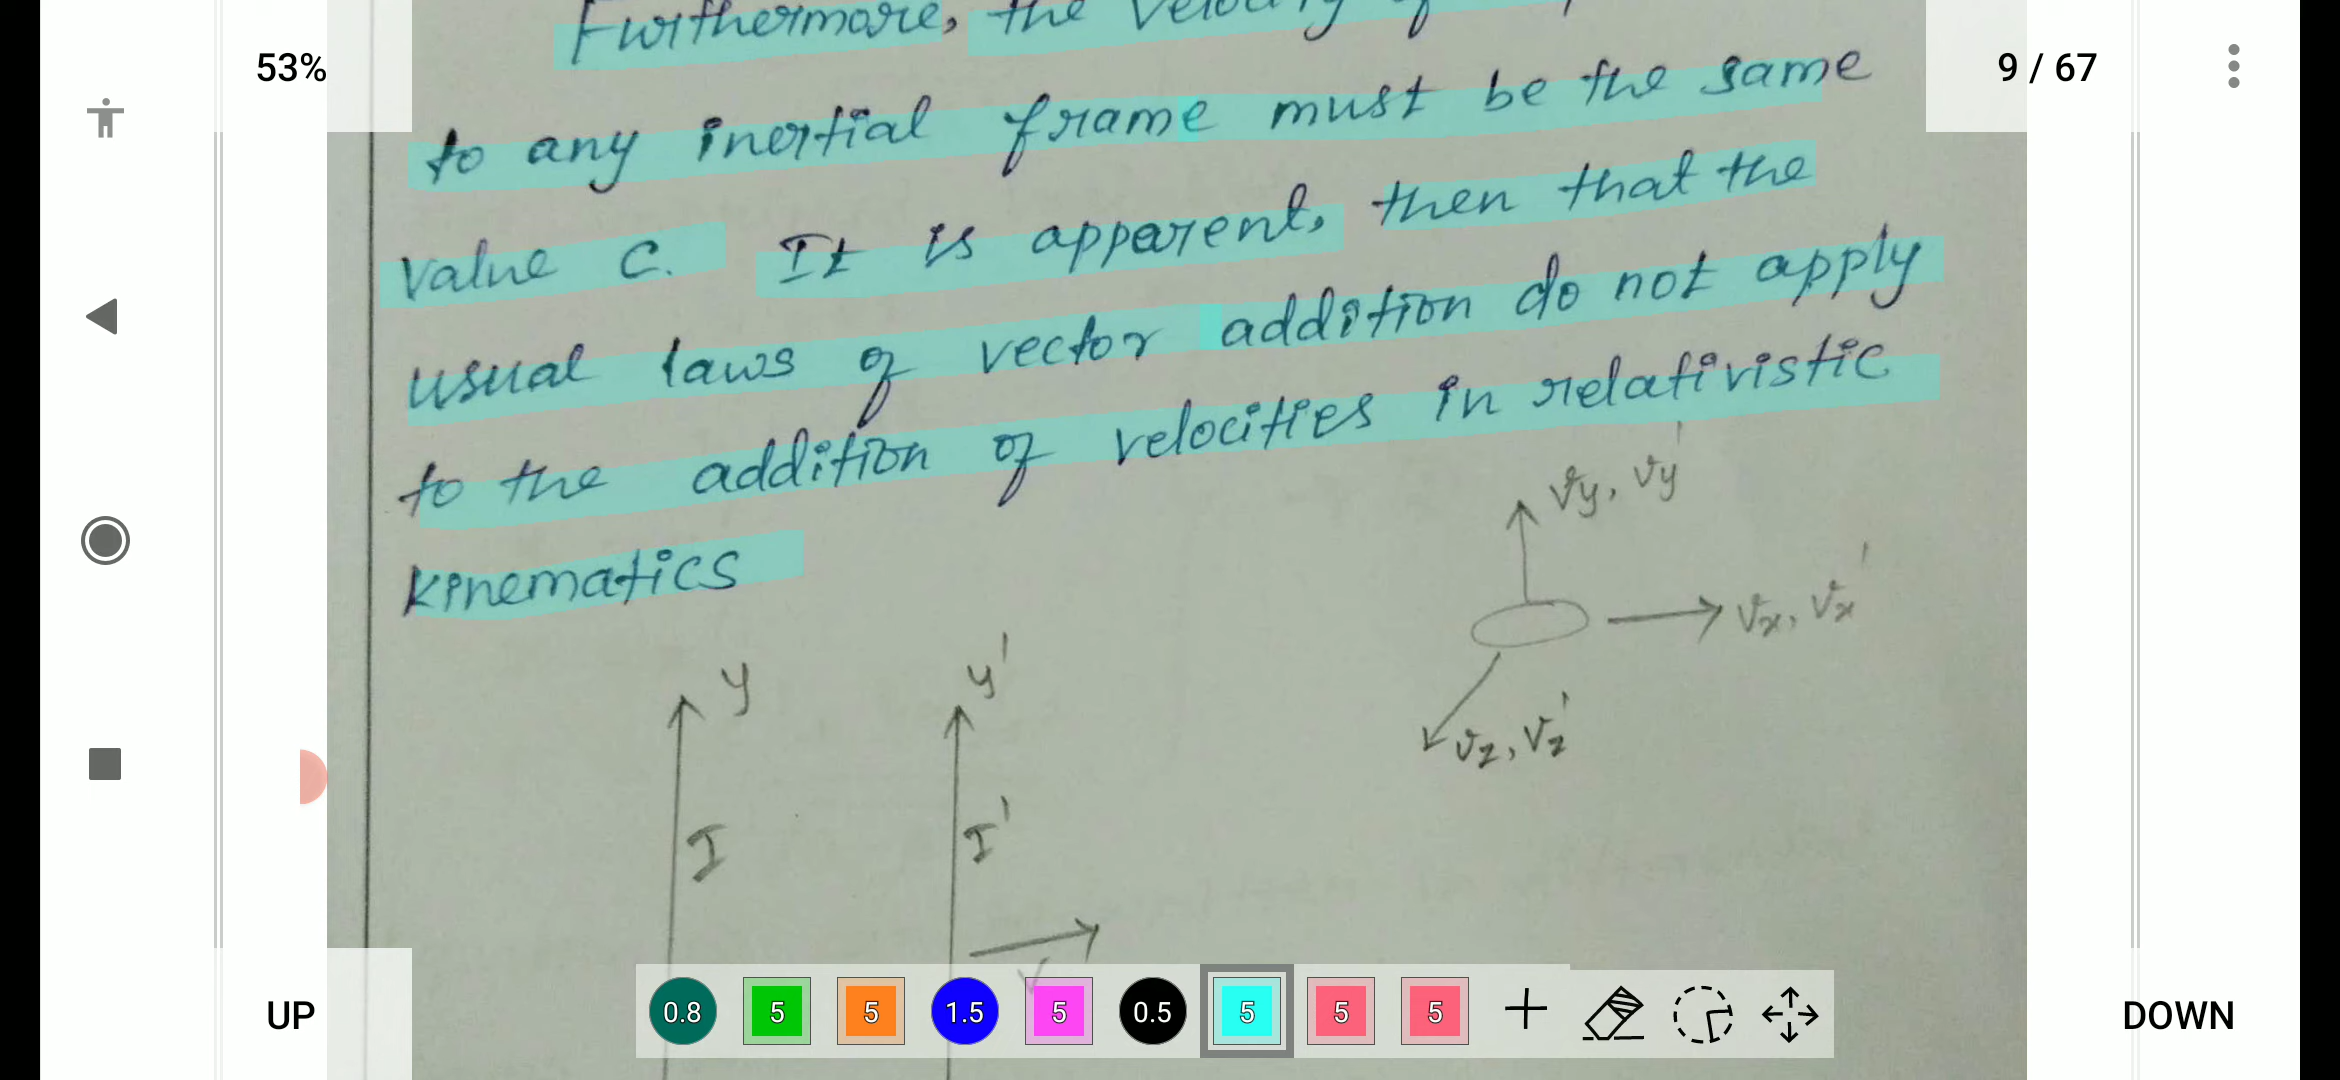 Furthermore, the velocity of
53%
9 / 67
to any inertial frame must be the same
value c. It is apparent, then that the
usual laws of vector addition do not apply
to the addition of velocities in relativistic
kinematics
vy, vy'
vx, vx'
vz, vz'
y y'
I I'
v
UP 0.8 5 5 1.5 5 0.5 5 5 5 DOWN